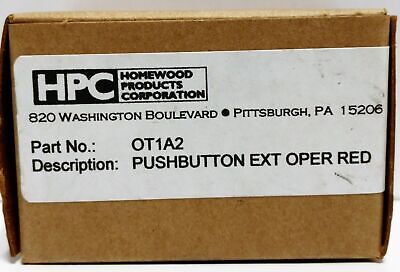 HPC HOMEWOOD
PRODUCTS
CORPORATION
820 WASHINGTON BOULEVARD ● PITTSBURGH, PA 15206
Part No.: OT1A2
Description: PUSHBUTTON EXT OPER RED